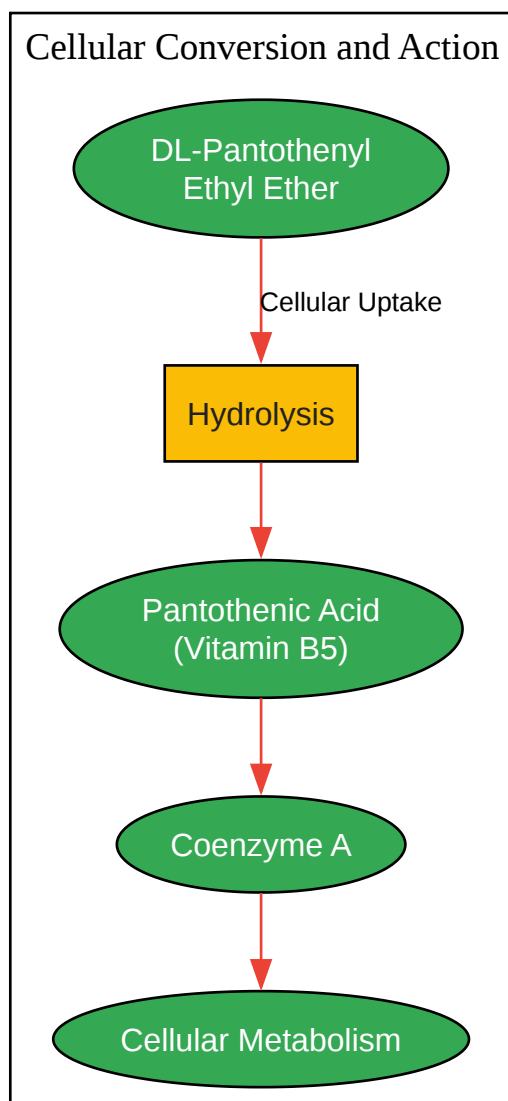 Cellular Conversion and Action
DL-Pantothenyl
Ethyl Ether
Cellular Uptake
Hydrolysis
Pantothenic Acid
(Vitamin B5)
Coenzyme A
Cellular Metabolism